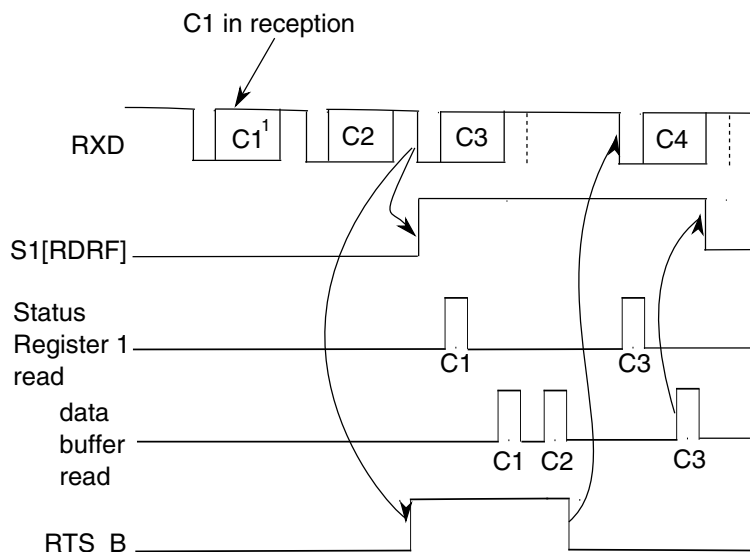 C1 in reception
RXD
C1 1
C2
C3
C4
S1[RDRF]
Status
Register 1
read
C1
C3
data
buffer
read
C1
C2
C3
RTS_B